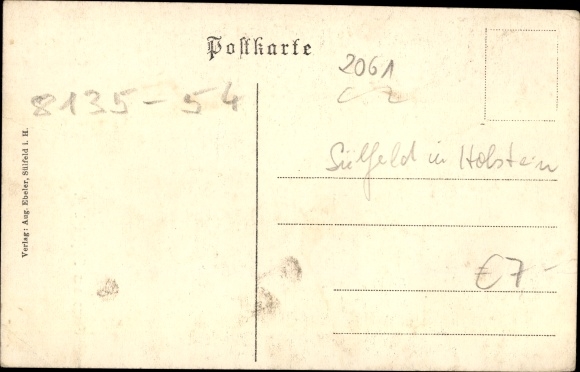 Postkarte
2061
8135-54
Sülfeld in Holstein
Verlag: Aug. Ebeler, Sülfeld i. H.
€7-